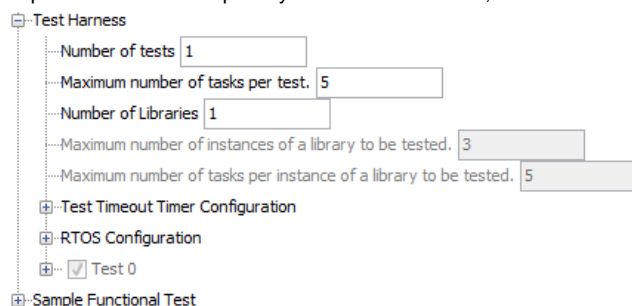 Test Harness
Number of tests 1
Maximum number of tasks per test. 5
Number of Libraries 1
Maximum number of instances of a library to be tested. 3
Maximum number of tasks per instance of a library to be tested. 5
Test Timeout Timer Configuration
RTOS Configuration
Test 0
Sample Functional Test